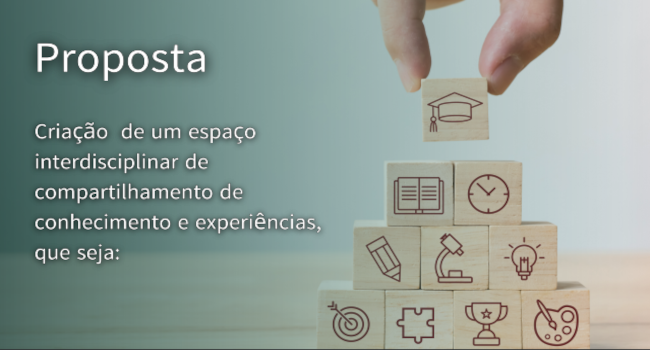 Proposta
Criação  de um espaço
interdisciplinar de
compartilhamento de
conhecimento e experiências,
que seja: